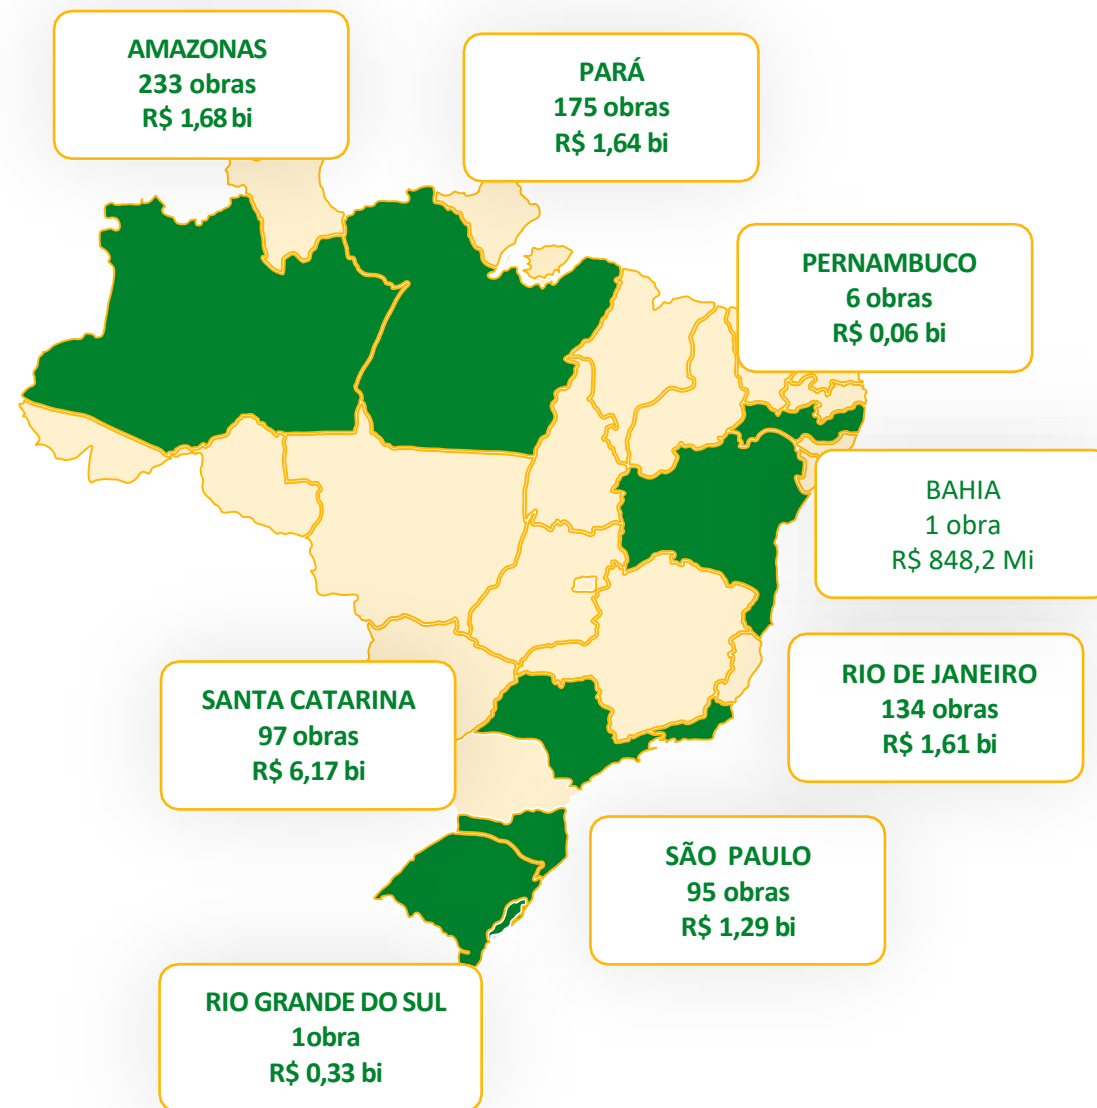 AMAZONAS
233 obras
R$ 1,68 bi
PARÁ
175 obras
R$ 1,64 bi
PERNAMBUCO
6 obras
R$ 0,06 bi
BAHIA
1 obra
R$ 848,2 Mi
RIO DE JANEIRO
134 obras
R$ 1,61 bi
SANTA CATARINA
97 obras
R$ 6,17 bi
SÃO PAULO
95 obras
R$ 1,29 bi
RIO GRANDE DO SUL
1obra
R$ 0,33 bi